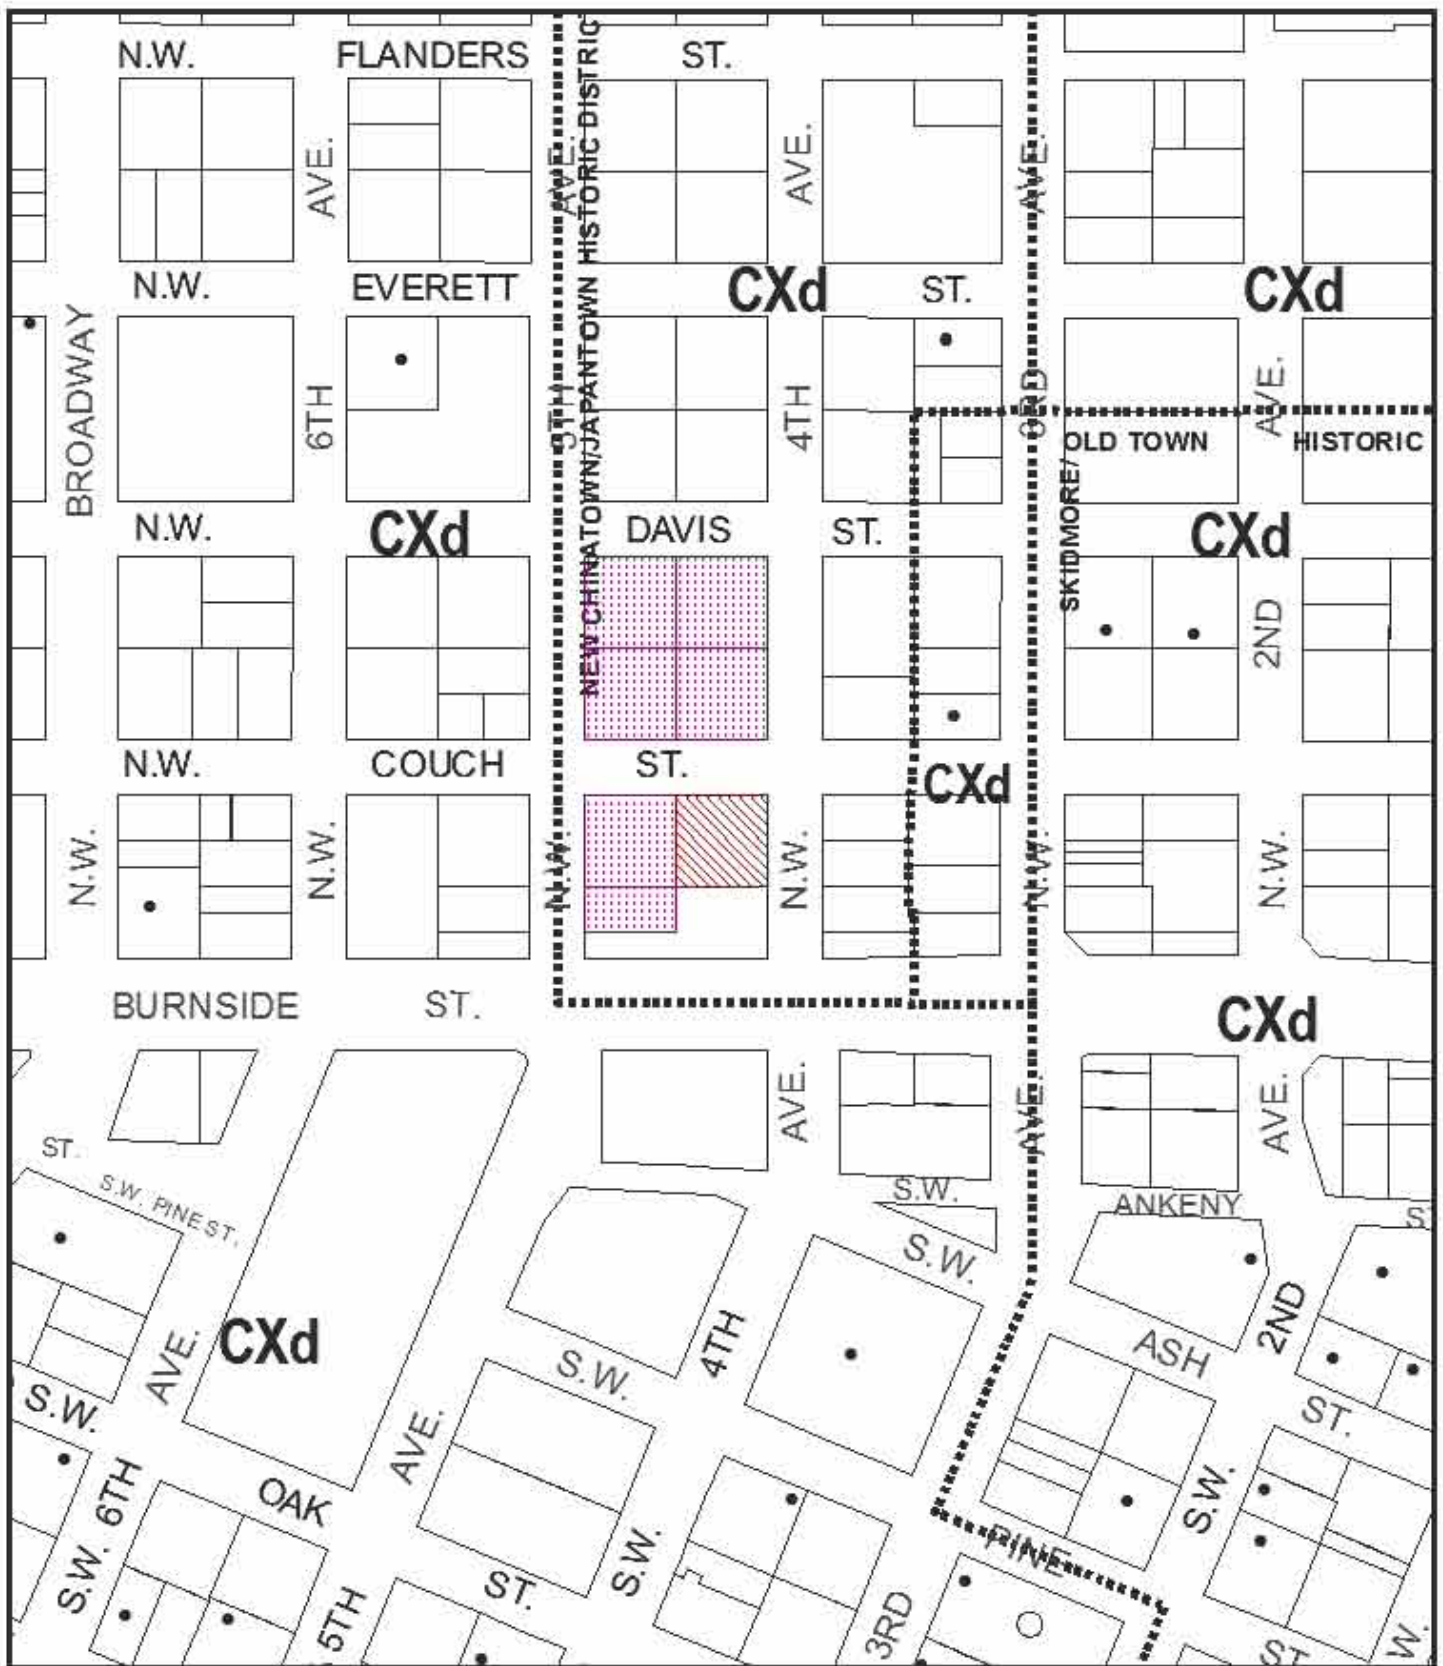 N.W. FLANDERS ST.
NEW CHINATOWN/JAPANTOWN HISTORIC DISTRIC
AVE. AVE. AVE. AVE.
N.W. EVERETT CXd ST. CXd
BROADWAY 6TH 5TH 4TH 3RD AVE.
OLD TOWN HISTORIC
SKIDMORE/
N.W. CXd DAVIS ST. CXd
2ND
N.W. COUCH ST. CXd
N.W. N.W. N.W. N.W. N.W. N.W.
BURNSIDE ST. CXd
AVE. AVE. AVE.
ST.
S.W. PINE ST.
S.W. ANKENY
S.W.
CXd
AVE. 4TH ASH 2ND
S.W.
S.W. ST.
AVE.
OAK
S.W. 6TH S.W. S.W.
PINE
ST.
5TH 3RD ST. W.